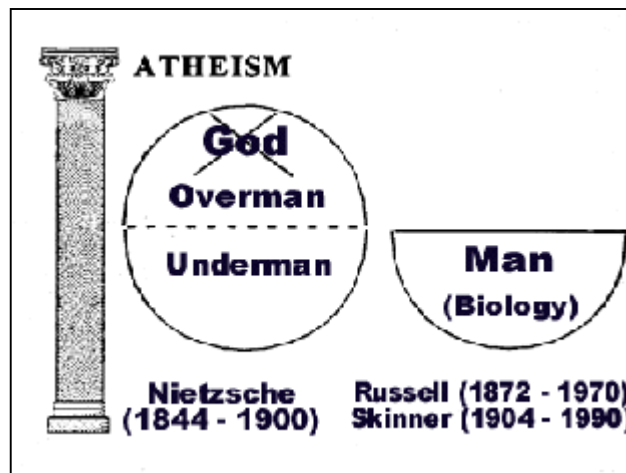 ATHEISM
God
Overman
Underman
Man
(Biology)
Nietzsche
(1844 - 1900)
Russell (1872 - 1970)
Skinner (1904 - 1990)